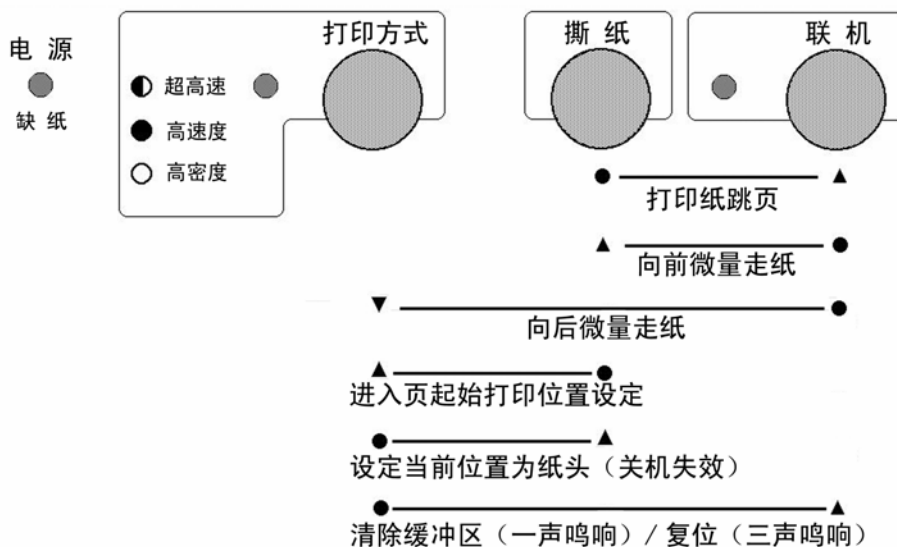 打印方式
撕 纸
联 机
电 源
缺 纸
超高速
高速度
高密度
打印纸跳页
向前微量走纸
向后微量走纸
进入页起始打印位置设定
设定当前位置为纸头（关机失效）
清除缓冲区（一声鸣响）/ 复位（三声鸣响）